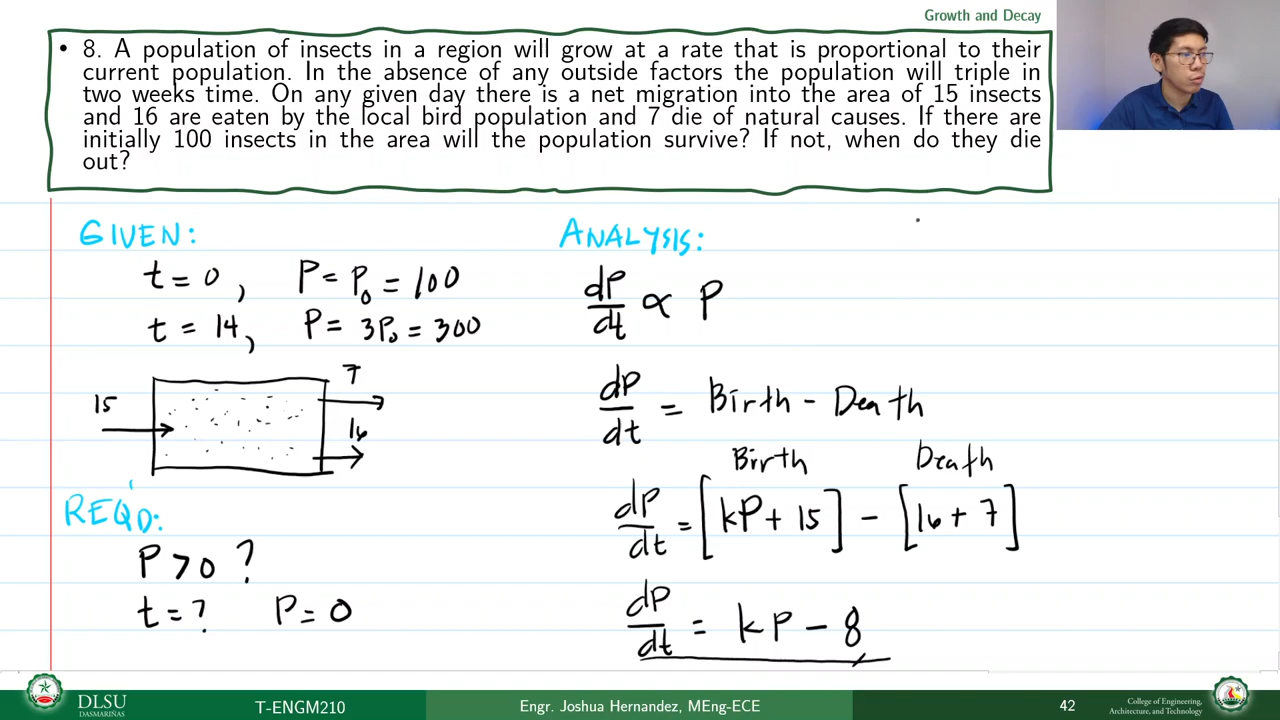 Growth and Decay
• 8. A population of insects in a region will grow at a rate that is proportional to their
current population. In the absence of any outside factors the population will triple in
two weeks time. On any given day there is a net migration into the area of 15 insects
and 16 are eaten by the local bird population and 7 die of natural causes. If there are
initially 100 insects in the area will the population survive? If not, when do they die
out?
GIVEN:
t = 0, P = P₀ = 100
t = 14, P = 3P₀ = 300
15
7
16
REQ'D:
P > 0 ?
t = ? P = 0
ANALYSIS:
dP/dt ∝ P
dP/dt = Birth - Death
Birth Death
dP/dt = [kP + 15] - [16 + 7]
dP/dt = kP - 8
DLSU
DASMARIÑAS
T-ENGM210
Engr. Joshua Hernandez, MEng-ECE
42
College of Engineering,
Architecture, and Technology